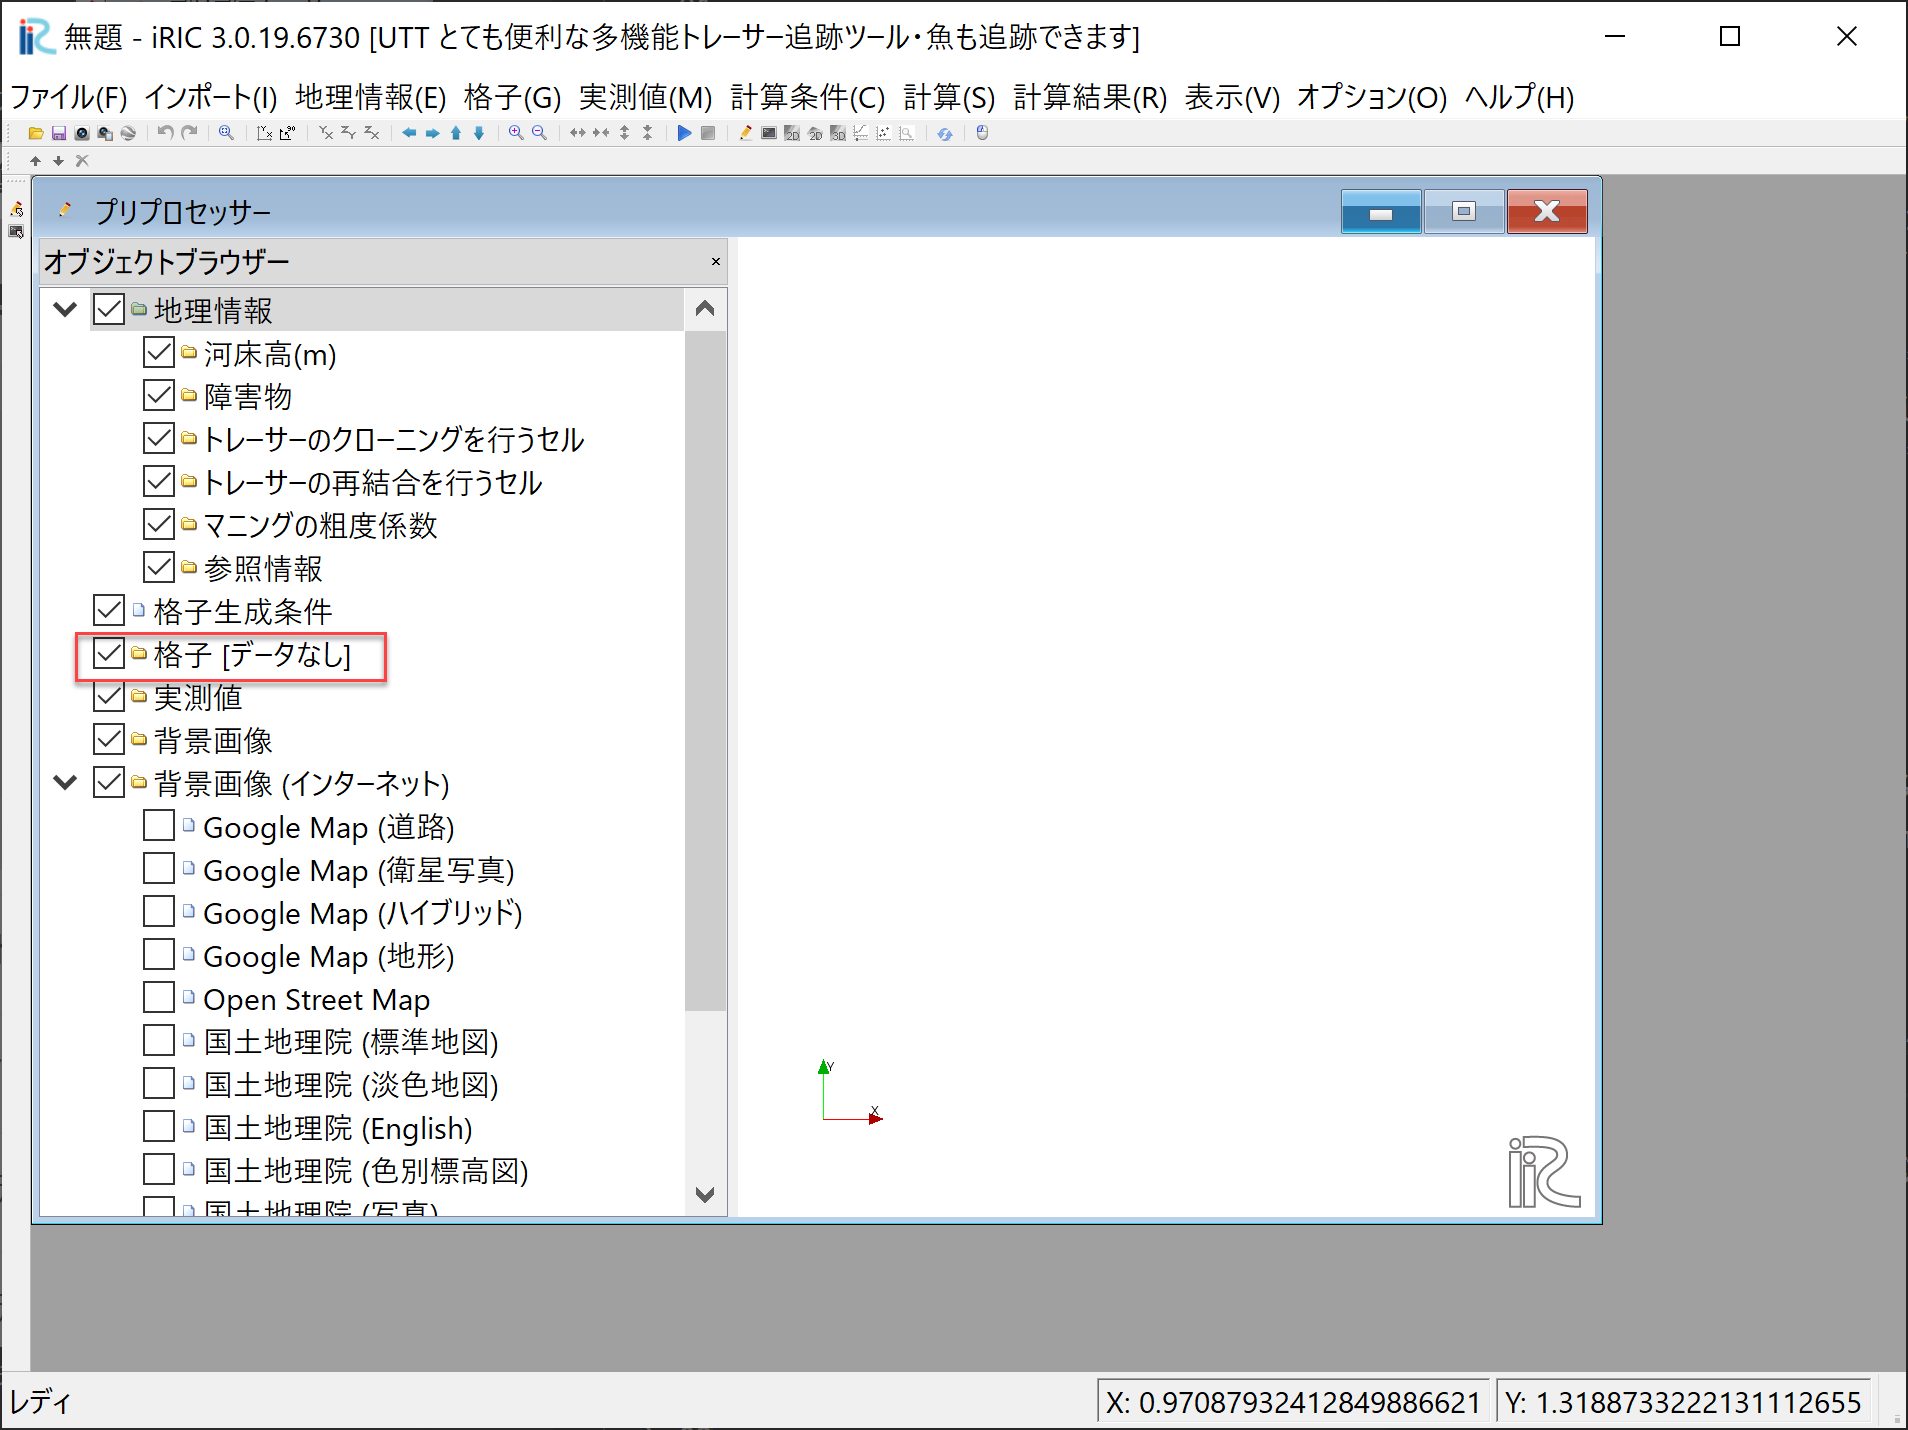 無題 - iRIC 3.0.19.6730 [UTT とても便利な多機能トレーサー追跡ツール・魚も追跡できます]
ファイル(F) インポート(I) 地理情報(E) 格子(G) 実測値(M) 計算条件(C) 計算(S) 計算結果(R) 表示(V) オプション(O) ヘルプ(H)
プリプロセッサー
オブジェクトブラウザー
地理情報
河床高(m)
障害物
トレーサーのクローニングを行うセル
トレーサーの再結合を行うセル
マニングの粗度係数
参照情報
格子生成条件
格子 [データなし]
実測値
背景画像
背景画像 (インターネット)
Google Map (道路)
Google Map (衛星写真)
Google Map (ハイブリッド)
Google Map (地形)
Open Street Map
国土地理院 (標準地図)
国土地理院 (淡色地図)
国土地理院 (English)
国土地理院 (色別標高図)
国土地理院 (写真)
Y
X
iRC
レディ
X: 0.97087932412849886621
Y: 1.3188733222131112655